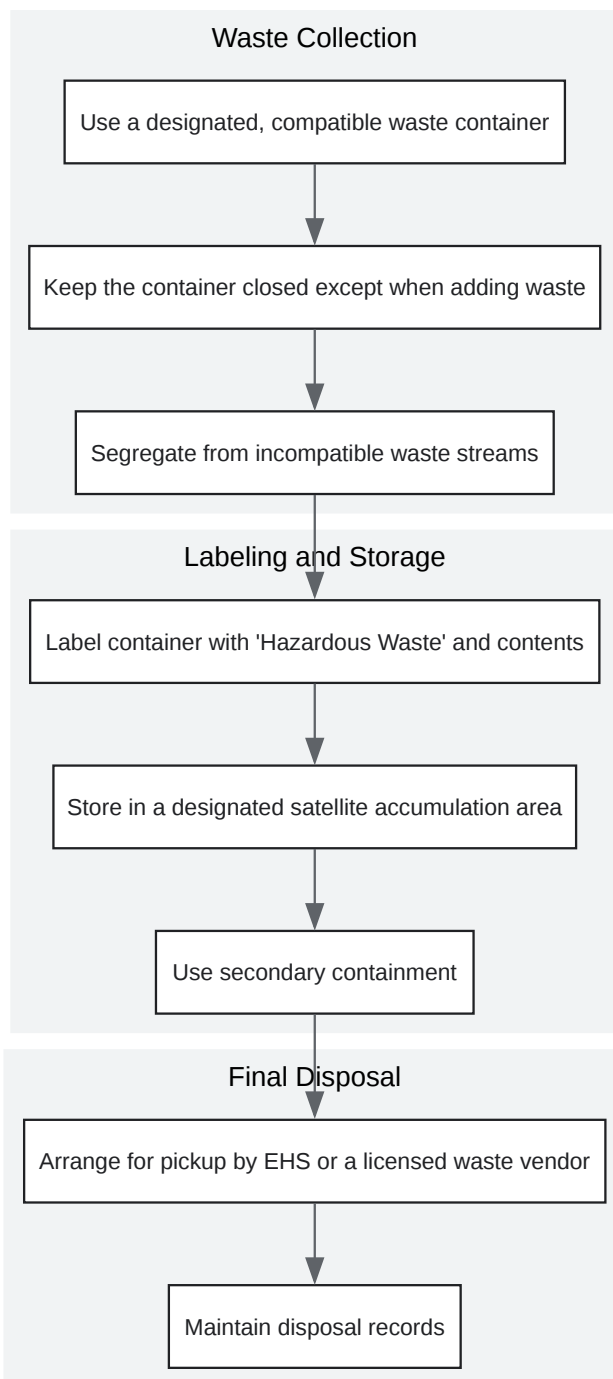 Waste Collection
Use a designated, compatible waste container
Keep the container closed except when adding waste
Segregate from incompatible waste streams
Labeling and Storage
Label container with 'Hazardous Waste' and contents
Store in a designated satellite accumulation area
Use secondary containment
Final Disposal
Arrange for pickup by EHS or a licensed waste vendor
Maintain disposal records